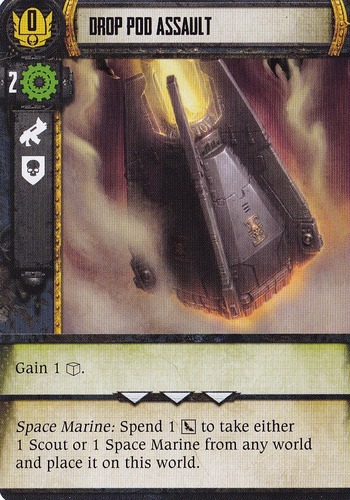 0
DROP POD ASSAULT
2
Gain 1 .
Space Marine: Spend 1 to take either
1 Scout or 1 Space Marine from any world
and place it on this world.